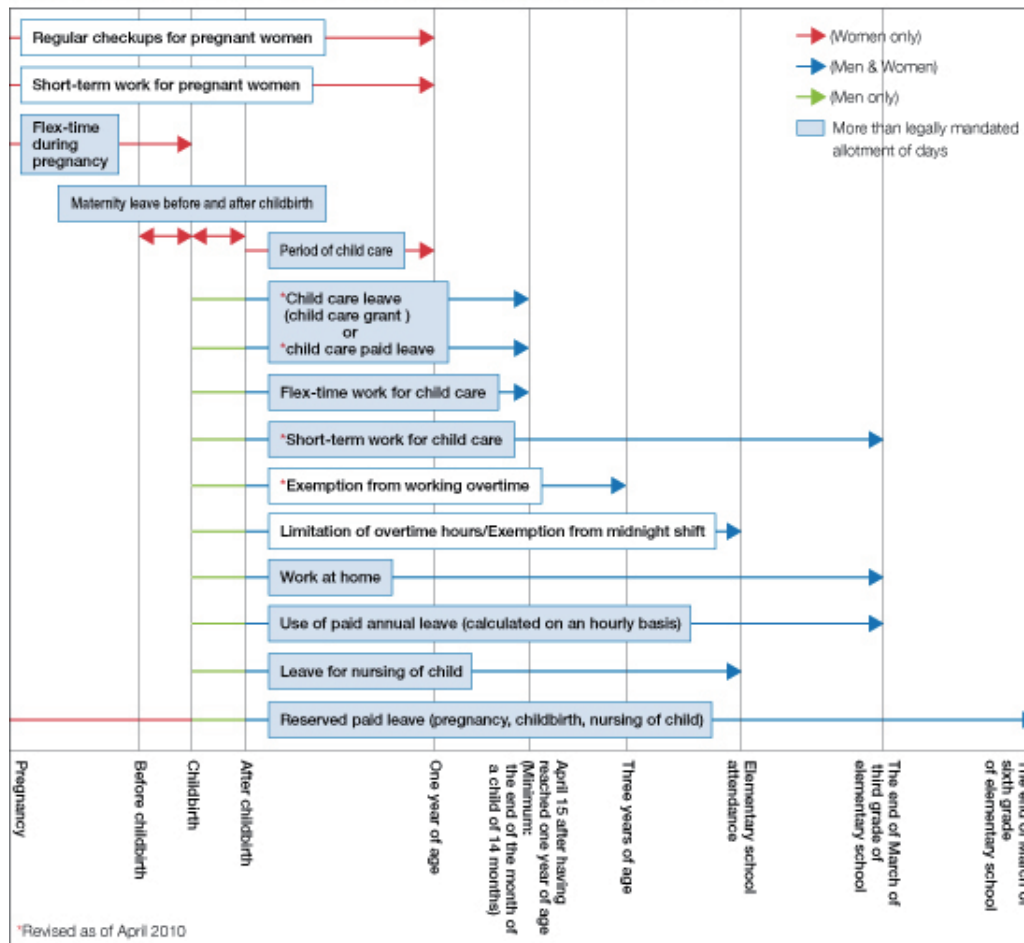 Regular checkups for pregnant women
(Women only)
(Men & Women)
(Men only)
More than legally mandated
allotment of days
Short-term work for pregnant women
Flex-time
during
pregnancy
Maternity leave before and after childbirth
Period of child care
*Child care leave
(child care grant )
or
*child care paid leave
Flex-time work for child care
*Short-term work for child care
*Exemption from working overtime
Limitation of overtime hours/Exemption from midnight shift
Work at home
Use of paid annual leave (calculated on an hourly basis)
Leave for nursing of child
Reserved paid leave (pregnancy, childbirth, nursing of child)
Pregnancy
Before childbirth
Childbirth
After childbirth
One year of age
April 15 after having
reached one year of age
(Minimum:
the end of the month of
a child of 14 months)
Three years of age
Elementary school
attendance
The end of March of
third grade of
elementary school
The end of March of
sixth grade
of elementary school
*Revised as of April 2010